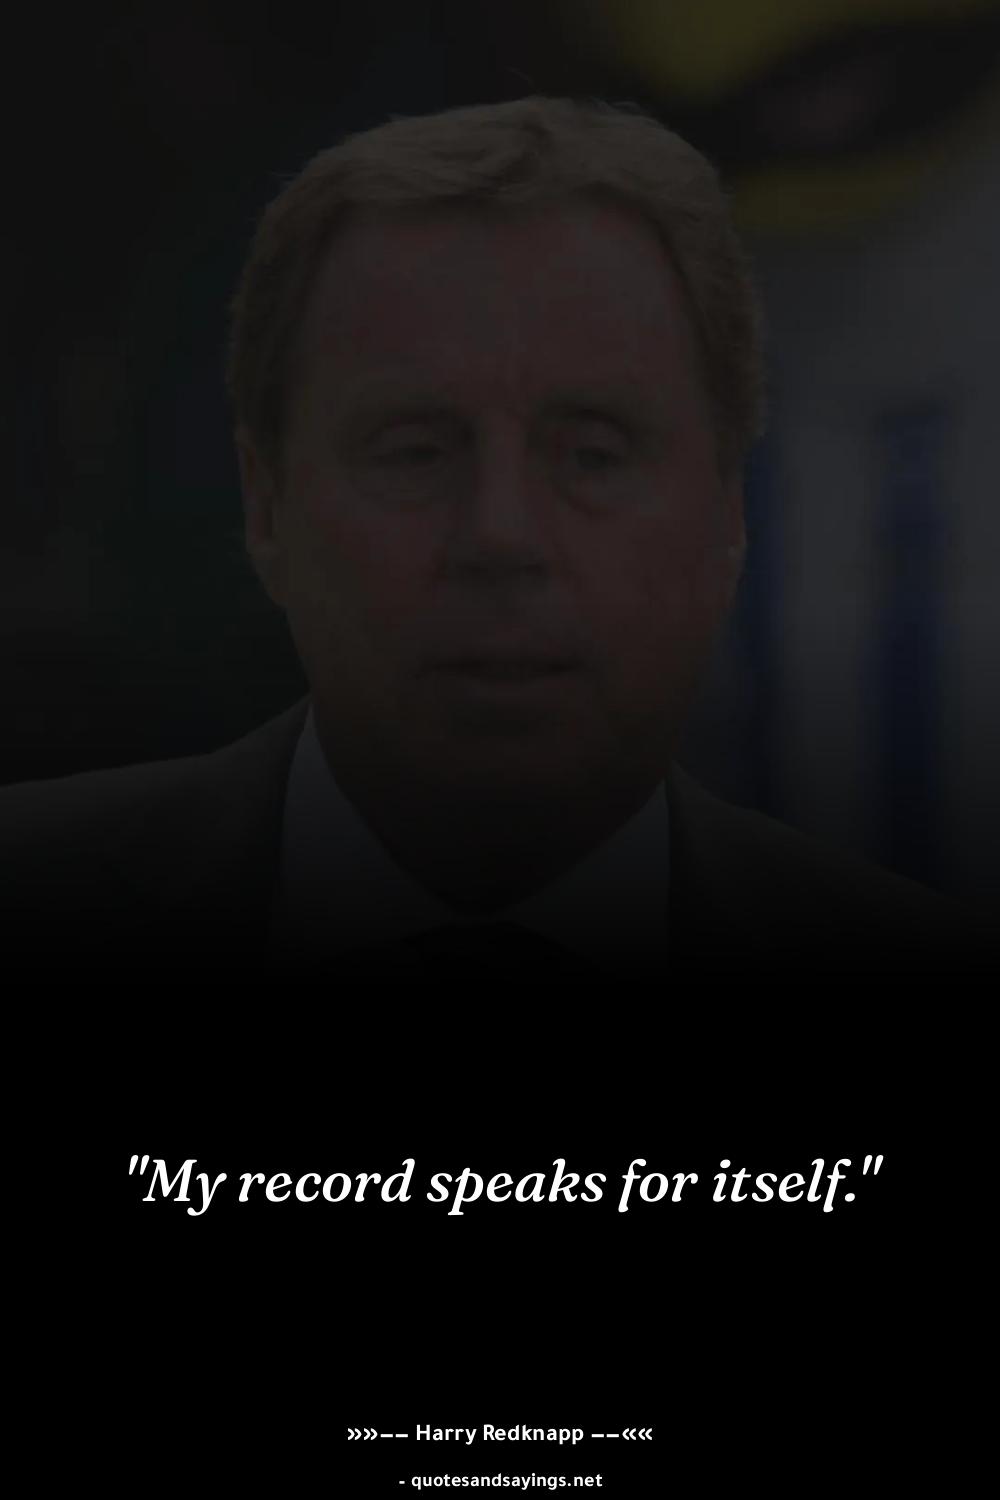 "My record speaks for itself."
»»–– Harry Redknapp ––««
- quotesandsayings.net